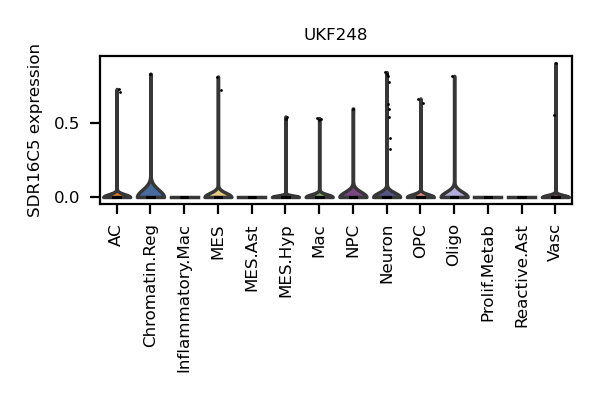 UKF248
SDR16C5 expression
0.5
0.0
AC
Chromatin.Reg
Inflammatory.Mac
MES
MES.Ast
MES.Hyp
Mac
NPC
Neuron
OPC
Oligo
Prolif.Metab
Reactive.Ast
Vasc